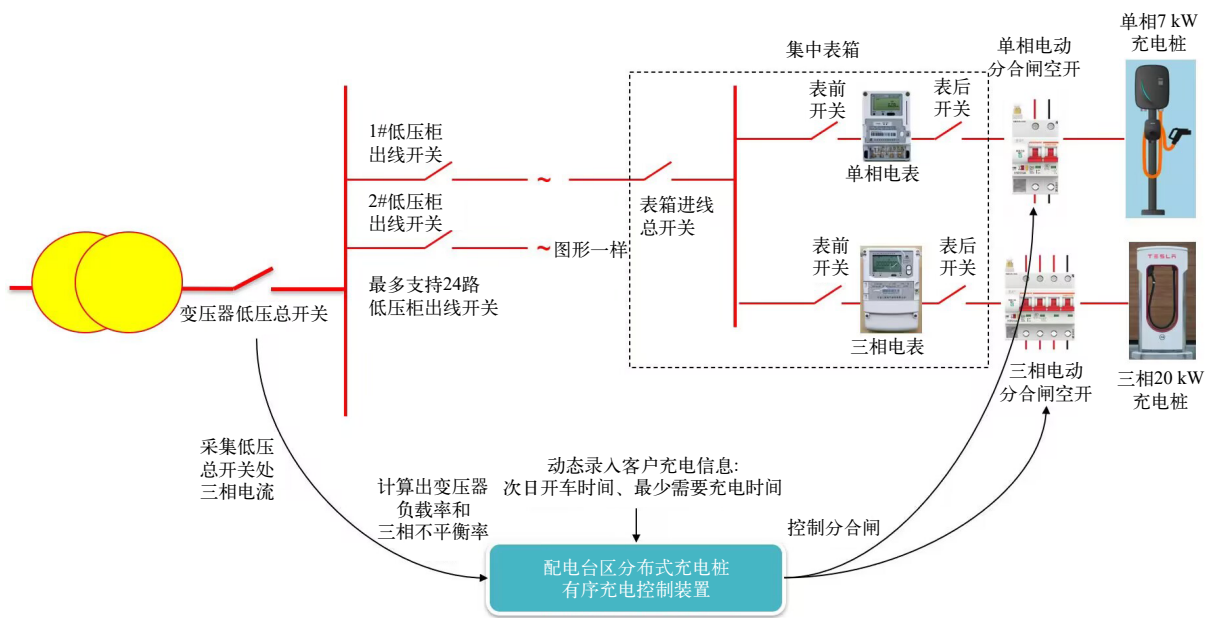 集中表箱
单相电动
分合闸空开
单相7 kW
充电桩
表前
开关
表后
开关
单相电表
1#低压柜
出线开关
2#低压柜
出线开关
~
~图形一样
最多支持24路
低压柜出线开关
表箱进线
总开关
变压器低压总开关
表前
开关
表后
开关
三相电表
TESLA
三相电动
分合闸空开
三相20 kW
充电桩
采集低压
总开关处
三相电流
计算出变压器
负载率和
三相不平衡率
动态录入客户充电信息:
次日开车时间、最少需要充电时间
控制分合闸
配电台区分布式充电桩
有序充电控制装置